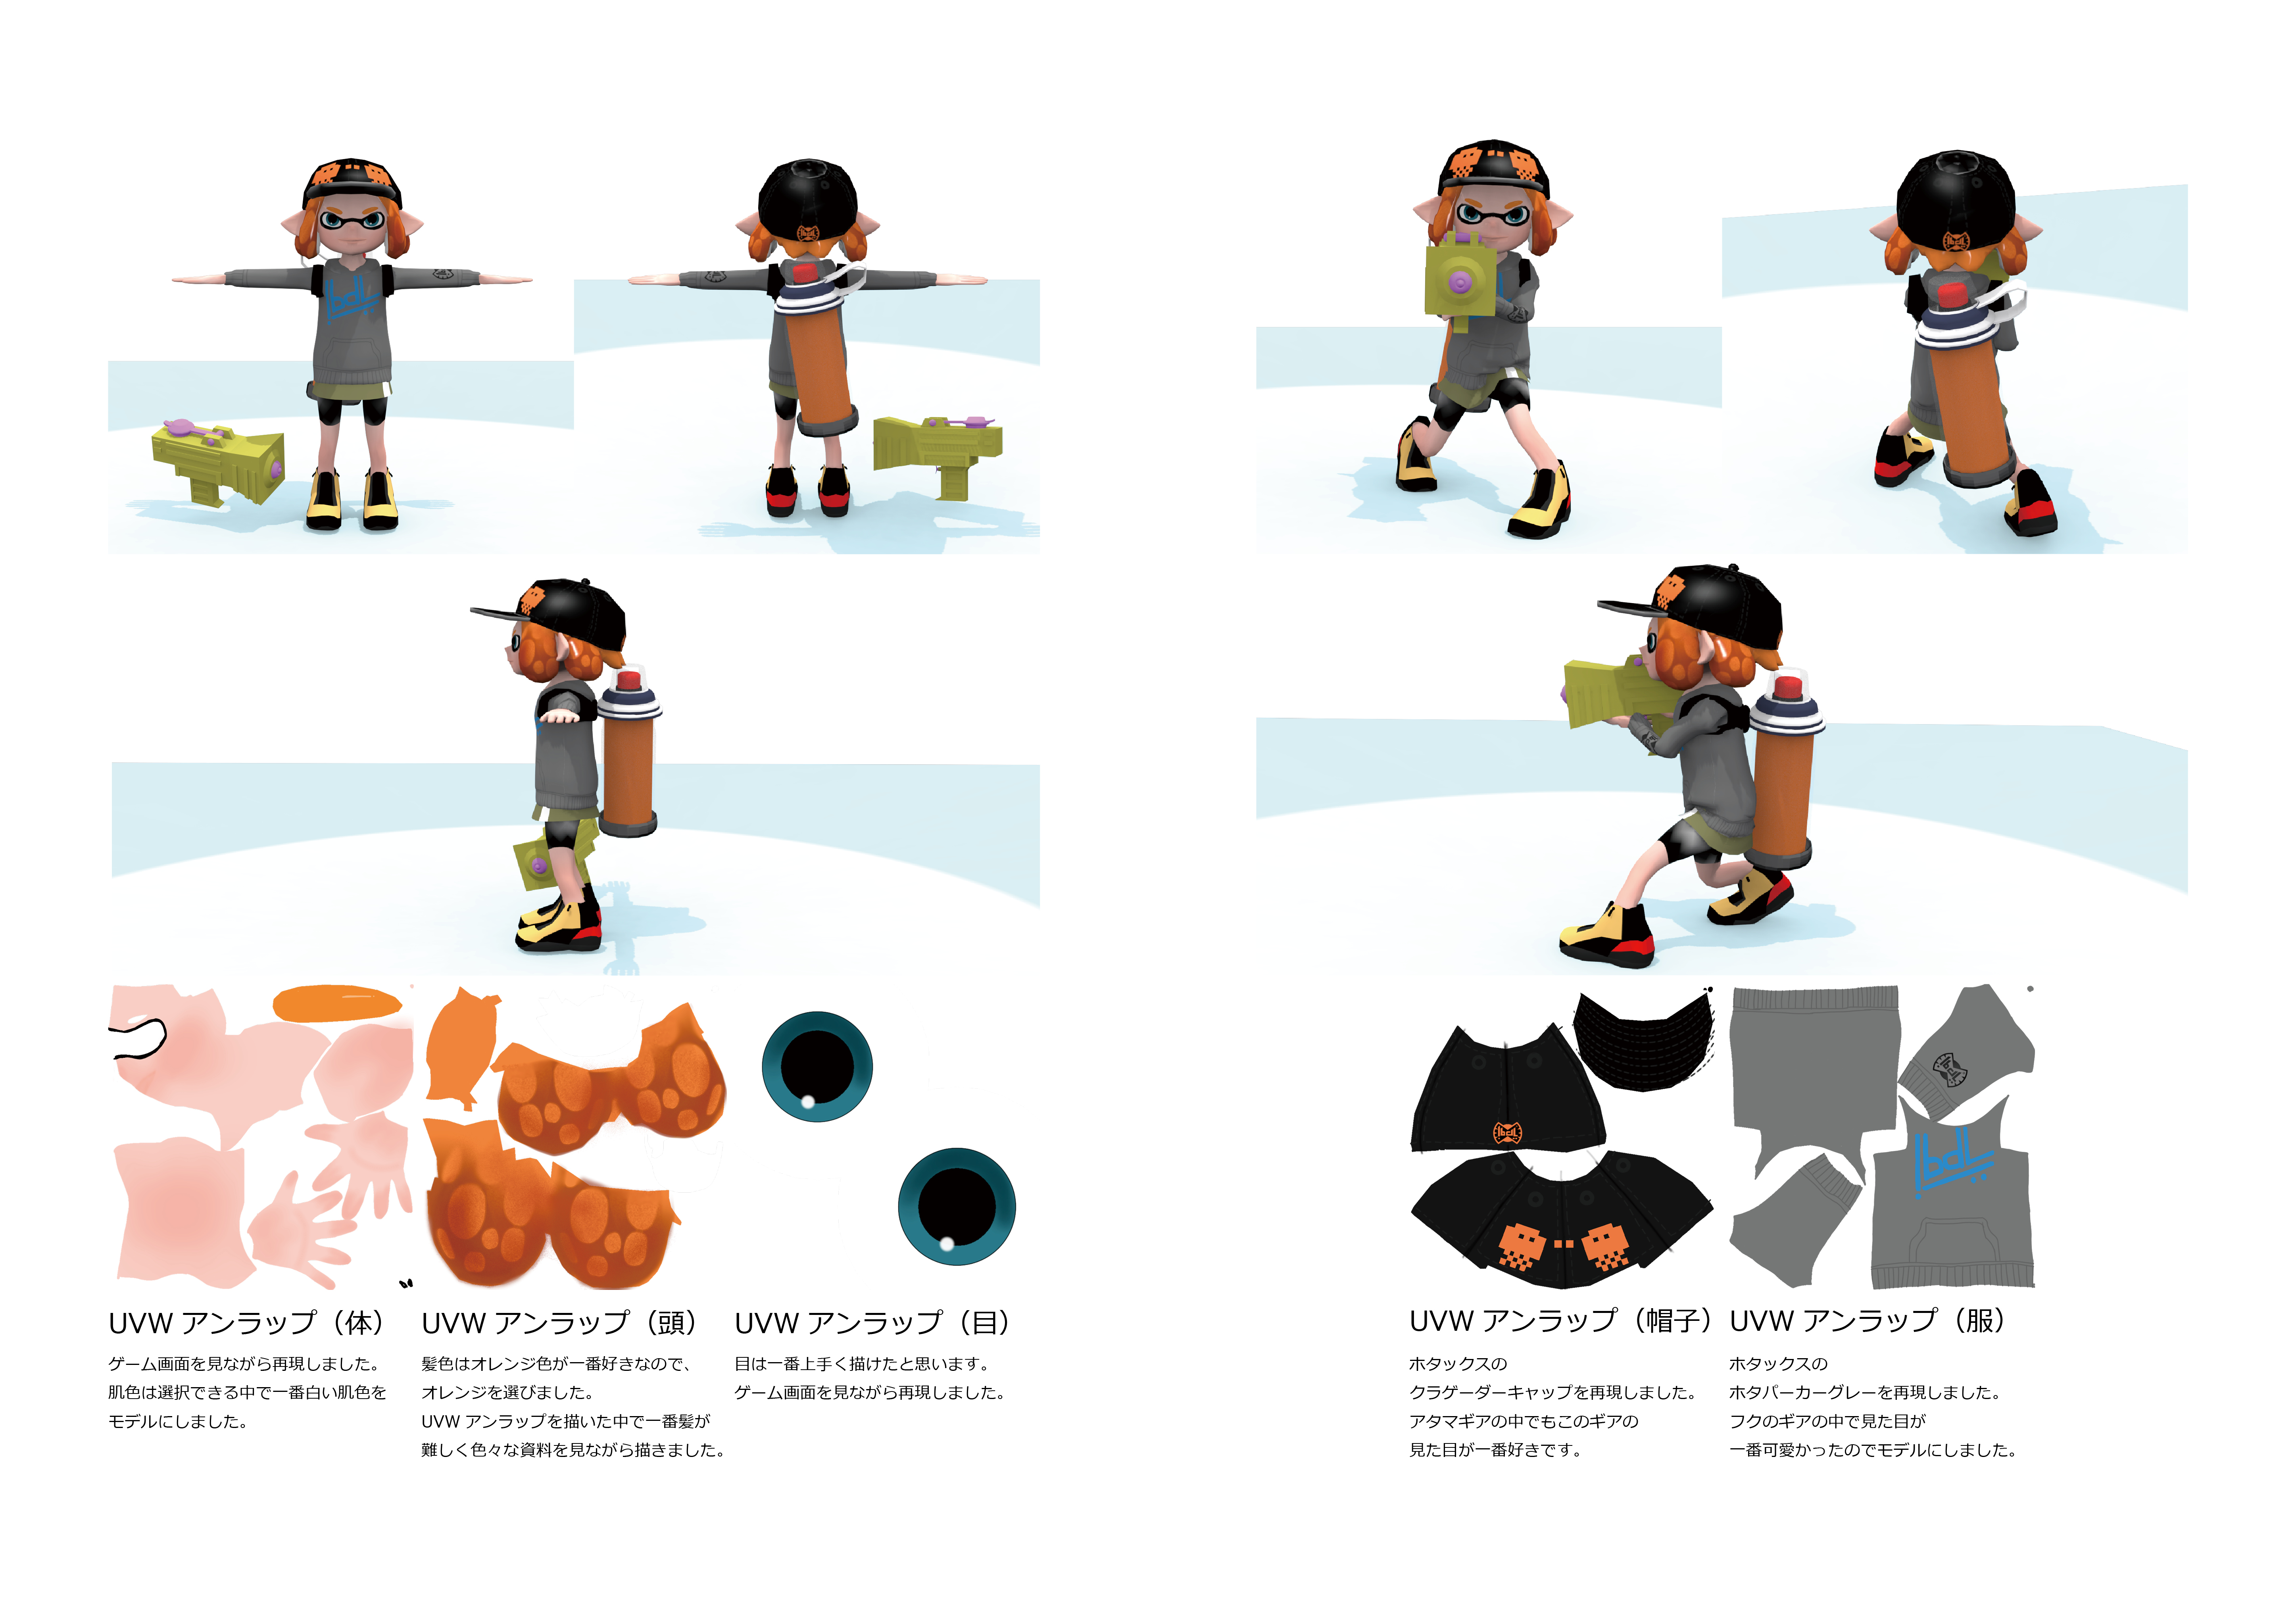 UVW アンラップ（体）
ゲーム画面を見ながら再現しました。
肌色は選択できる中で一番白い肌色を
モデルにしました。
UVW アンラップ（頭）
髪色はオレンジ色が一番好きなので、
オレンジを選びました。
UVW アンラップを描いた中で一番髪が
難しく色々な資料を見ながら描きました。
UVW アンラップ（目）
目は一番上手く描けたと思います。
ゲーム画面を見ながら再現しました。
UVW アンラップ（帽子）
ホタックスの
クラゲーダーキャップを再現しました。
アタマギアの中でもこのギアの
見た目が一番好きです。
UVW アンラップ（服）
ホタックスの
ホタパーカーグレーを再現しました。
フクのギアの中で見た目が
一番可愛かったのでモデルにしました。